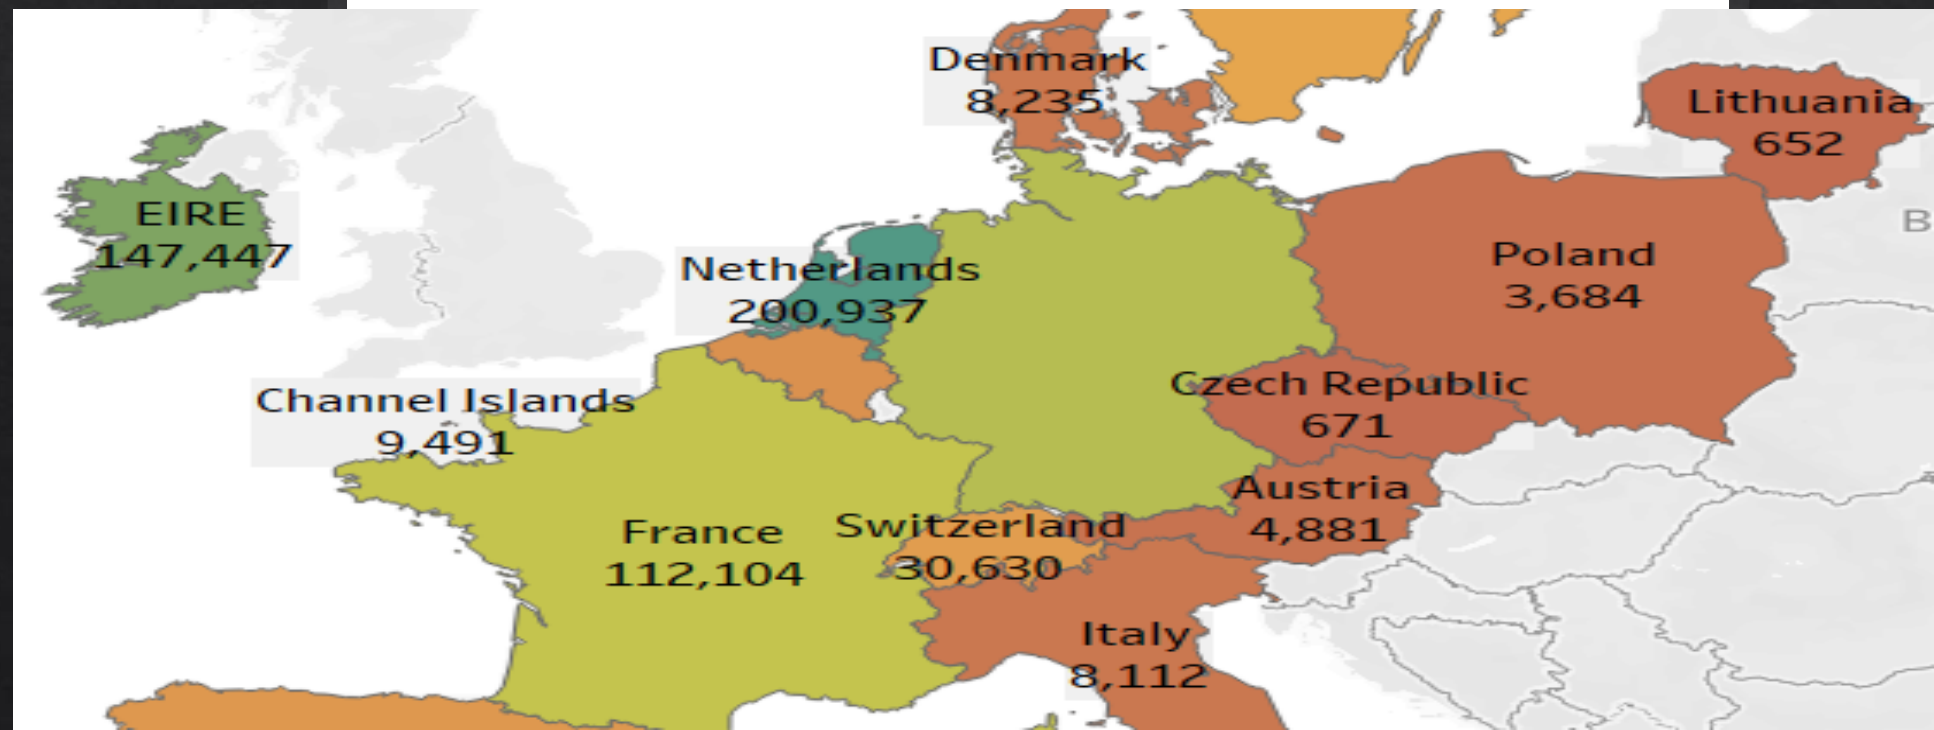 Denmark
8,235
Lithuania
652
EIRE
147,447
B
Poland
3,684
Netherlands
200,937
Czech Republic
671
Channel Islands
9,491
Austria
4,881
France
112,104
Switzerland
30,630
Italy
8,112